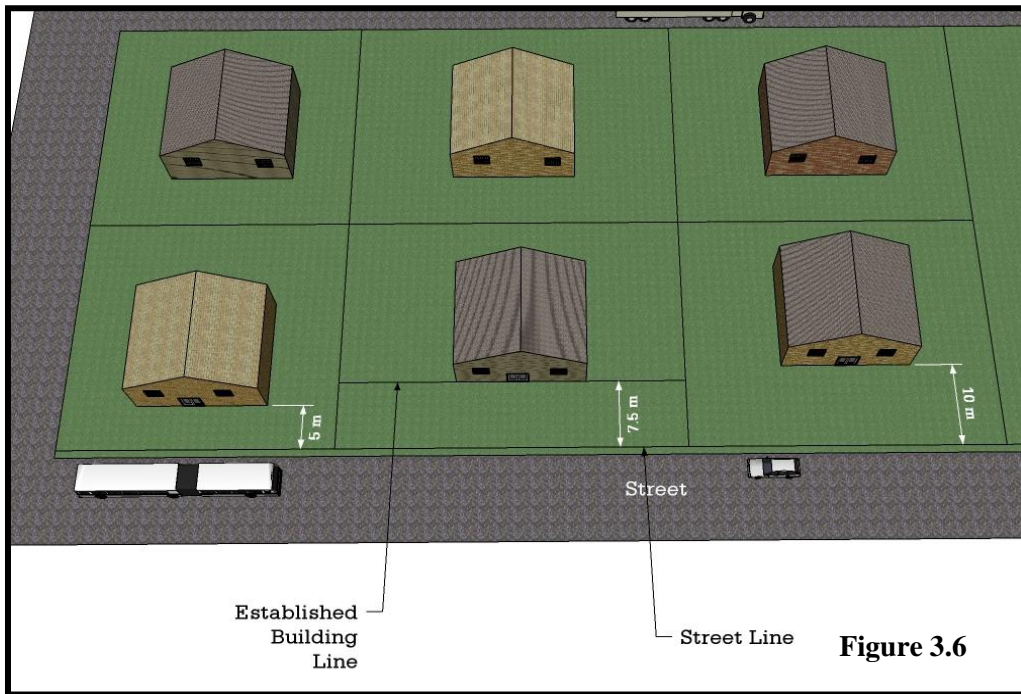 5 m
7.5 m
10 m
Street
Established
Building
Line
Street Line
Figure 3.6